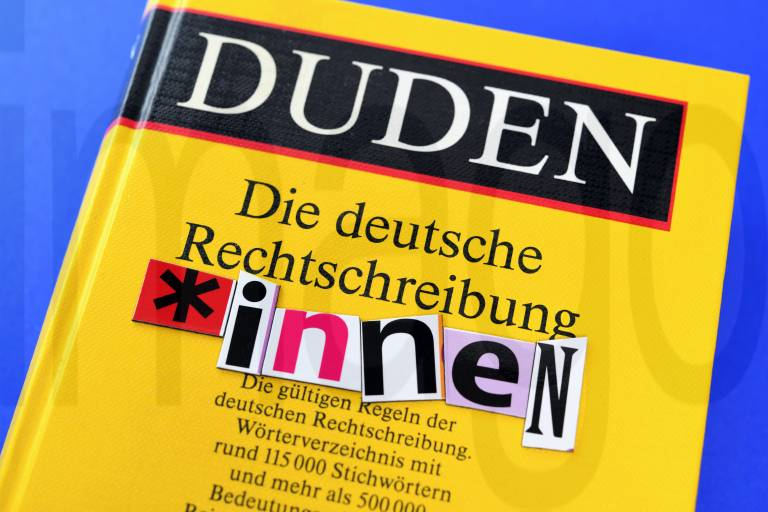 DUDEN
Die deutsche
Rechtschreibung
*inneN
Die gültigen Regeln der
deutschen Rechtschreibung.
Wörterverzeichnis mit
rund 115 000 Stichwörtern
und mehr als 500 000
imago